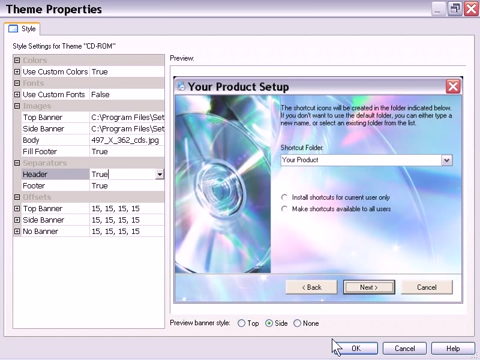 Theme Properties
Style
Style Settings for Theme "CD-ROM"
Colors
Use Custom Colors True
Fonts
Use Custom Fonts False
Images
Top Banner C:\Program Files\Set
Side Banner C:\Program Files\Set
Body 497_X_362_cds.jpg
Fill Footer True
Separators
Header True
Footer True
Offsets
Top Banner 15, 15, 15, 15
Side Banner 15, 15, 15, 15
No Banner 15, 15, 15, 15
Preview:
Your Product Setup
The shortcut icons will be created in the folder indicated below.
If you don't want to use the default folder, you can either type a
new name, or select an existing folder from the list.
Shortcut Folder:
Your Product
Install shortcuts for current user only
Make shortcuts available to all users
< Back Next > Cancel
Preview banner style: Top Side None
OK Cancel Help